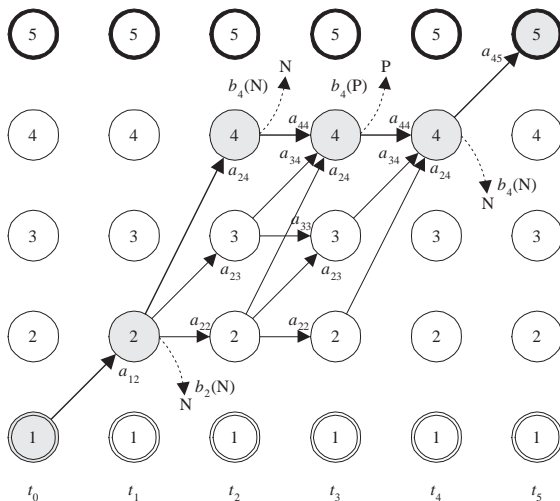 5 5 5 5 5 5
a45
N P
b4(N) b4(P)
4 4 4 4 4 4
a44 a44
a34 a34
a24 a24 a24
b4(N)
N
3 3 3 3 3 3
a33
a23 a23
2 2 2 2 2 2
a22 a22
a12
b2(N)
N
1 1 1 1 1 1
t0 t1 t2 t3 t4 t5